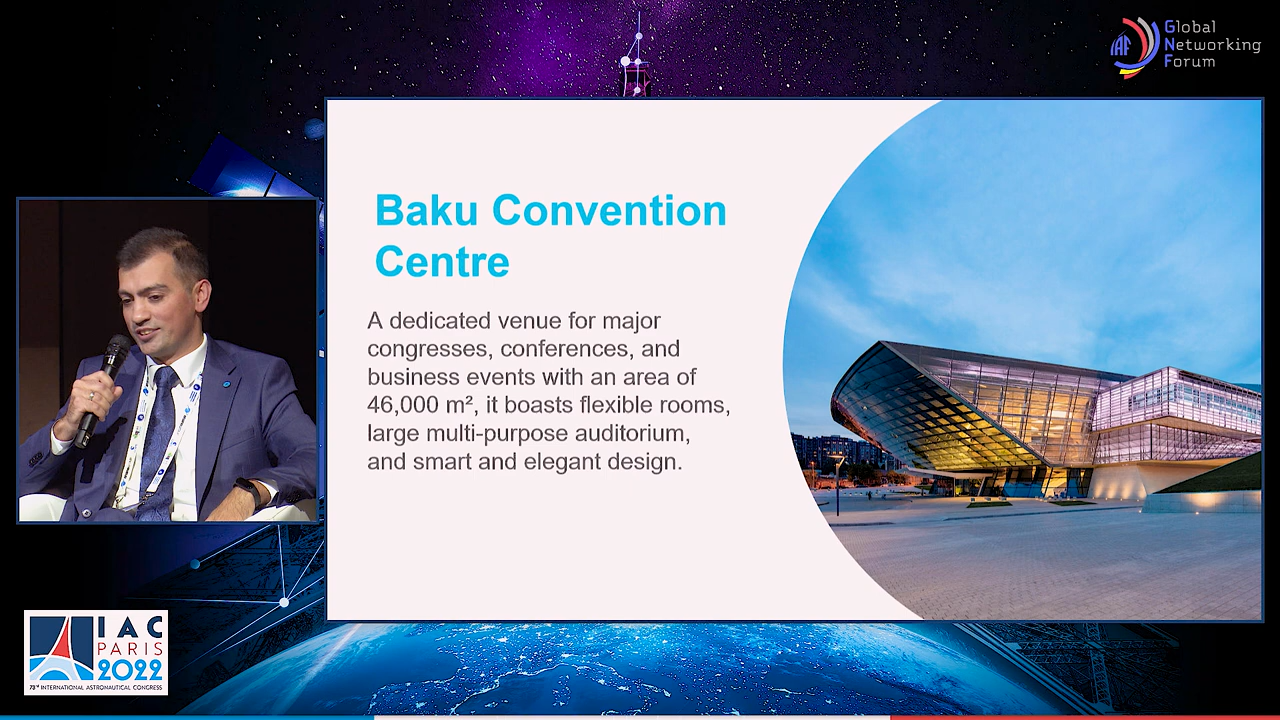 Global
Networking
Forum
IAF
Baku Convention
Centre
A dedicated venue for major
congresses, conferences, and
business events with an area of
46,000 m², it boasts flexible rooms,
large multi-purpose auditorium,
and smart and elegant design.
IAC
PARIS
2022
73rd INTERNATIONAL ASTRONAUTICAL CONGRESS